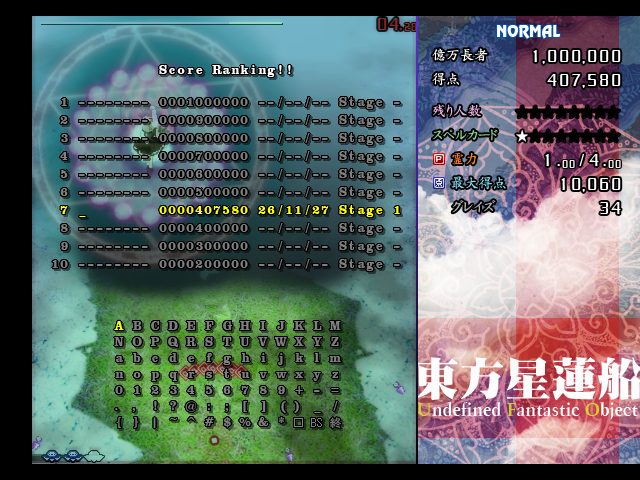 04.28
NORMAL
億万長者 1,000,000
得点 407,580
残り人数
スペルカード
P 霊力 1.00/4.00
最大得点 10,060
グレイズ 34
Score Ranking!!
1 -------- 0001000000 --/--/-- Stage -
2 -------- 0000900000 --/--/-- Stage -
3 -------- 0000800000 --/--/-- Stage -
4 -------- 0000700000 --/--/-- Stage -
5 -------- 0000600000 --/--/-- Stage -
6 -------- 0000500000 --/--/-- Stage -
7 _ 0000407580 26/11/27 Stage 1
8 -------- 0000400000 --/--/-- Stage -
9 -------- 0000300000 --/--/-- Stage -
10 -------- 0000200000 --/--/-- Stage -
A B C D E F G H I J K L M
N O P Q R S T U V W X Y Z
a b c d e f g h i j k l m
n o p q r s t u v w x y z
0 1 2 3 4 5 6 7 8 9 + - =
. , ! ? @ : ; [ ] ( ) _ /
{ } | ~ ^ # $ % & * □ BS 終
東方星蓮船
Undefined Fantastic Object